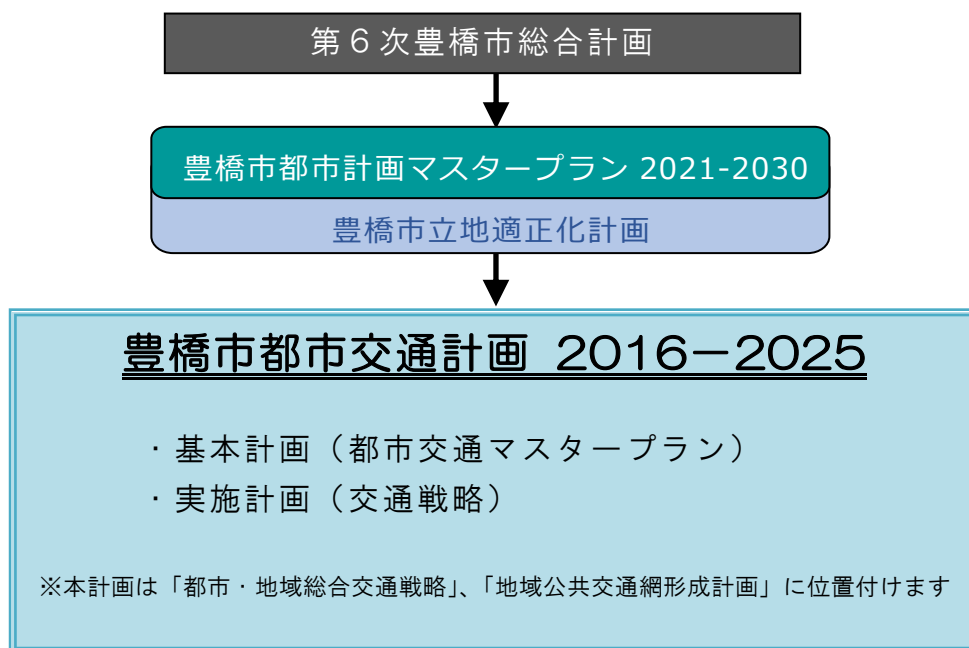 第６次豊橋市総合計画
豊橋市都市計画マスタープラン 2021-2030
豊橋市立地適正化計画
豊橋市都市交通計画 ２０１６－２０２５
・基本計画（都市交通マスタープラン）
・実施計画（交通戦略）
※本計画は「都市・地域総合交通戦略」、「地域公共交通網形成計画」に位置付けます